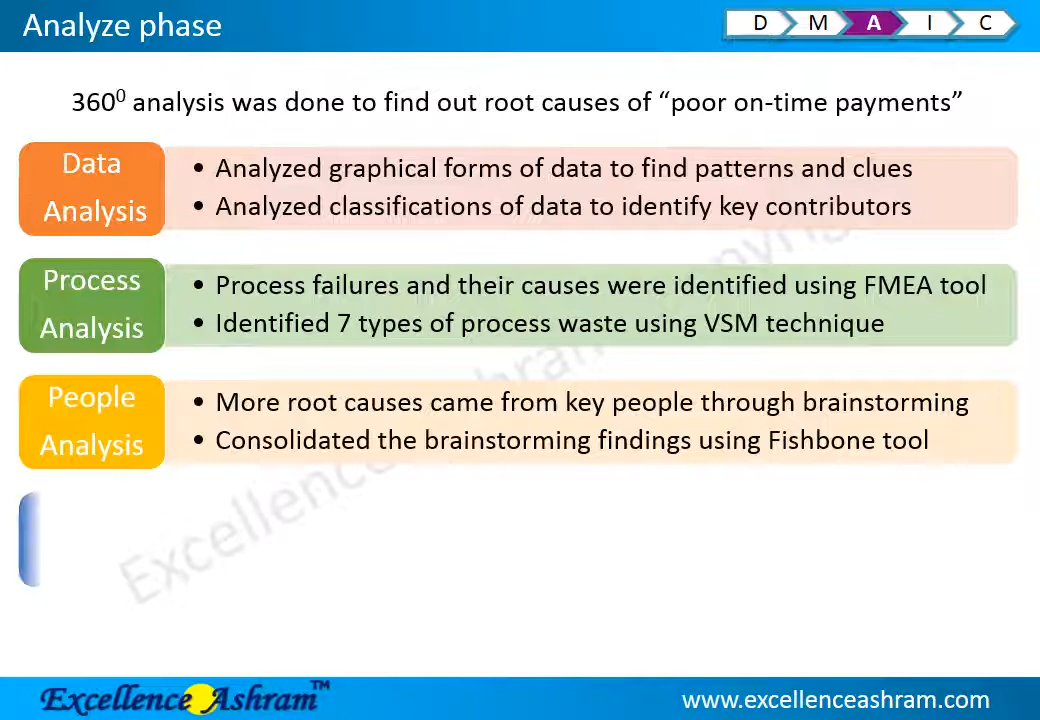 Analyze phase
D M A I C
360⁰ analysis was done to find out root causes of “poor on-time payments”
Data
Analysis
• Analyzed graphical forms of data to find patterns and clues
• Analyzed classifications of data to identify key contributors
Process
Analysis
• Process failures and their causes were identified using FMEA tool
• Identified 7 types of process waste using VSM technique
People
Analysis
• More root causes came from key people through brainstorming
• Consolidated the brainstorming findings using Fishbone tool
Excellence Ashram™
www.excellenceashram.com